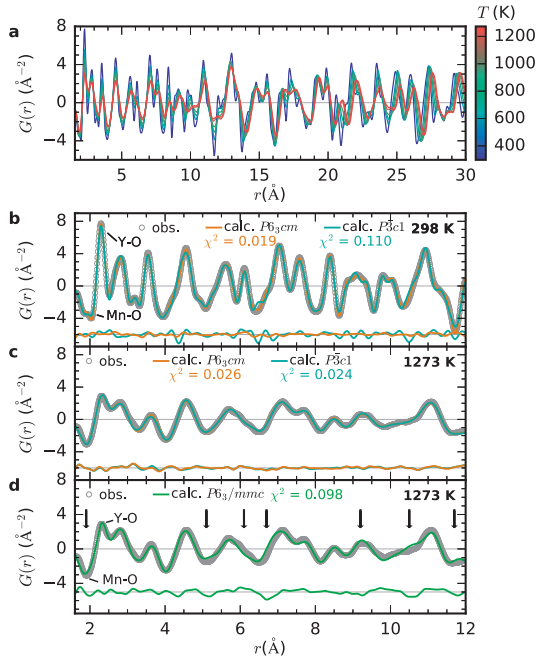 a
8
4
0
−4
G(r) (Å⁻²)
5 10 15 20 25 30
r(Å)
T (K)
1200
1000
800
600
400
b
8
4
0
−4
G(r) (Å⁻²)
obs. calc. P6₃cm calc. P3̄c1 298 K
χ² = 0.019 χ² = 0.110
Y-O
Mn-O
c
8
4
0
−4
G(r) (Å⁻²)
obs. calc. P6₃cm calc. P3̄c1 1273 K
χ² = 0.026 χ² = 0.024
d
8
4
0
−4
G(r) (Å⁻²)
obs. calc. P6₃/mmc χ² = 0.098 1273 K
Y-O
Mn-O
2 4 6 8 10 12
r(Å)